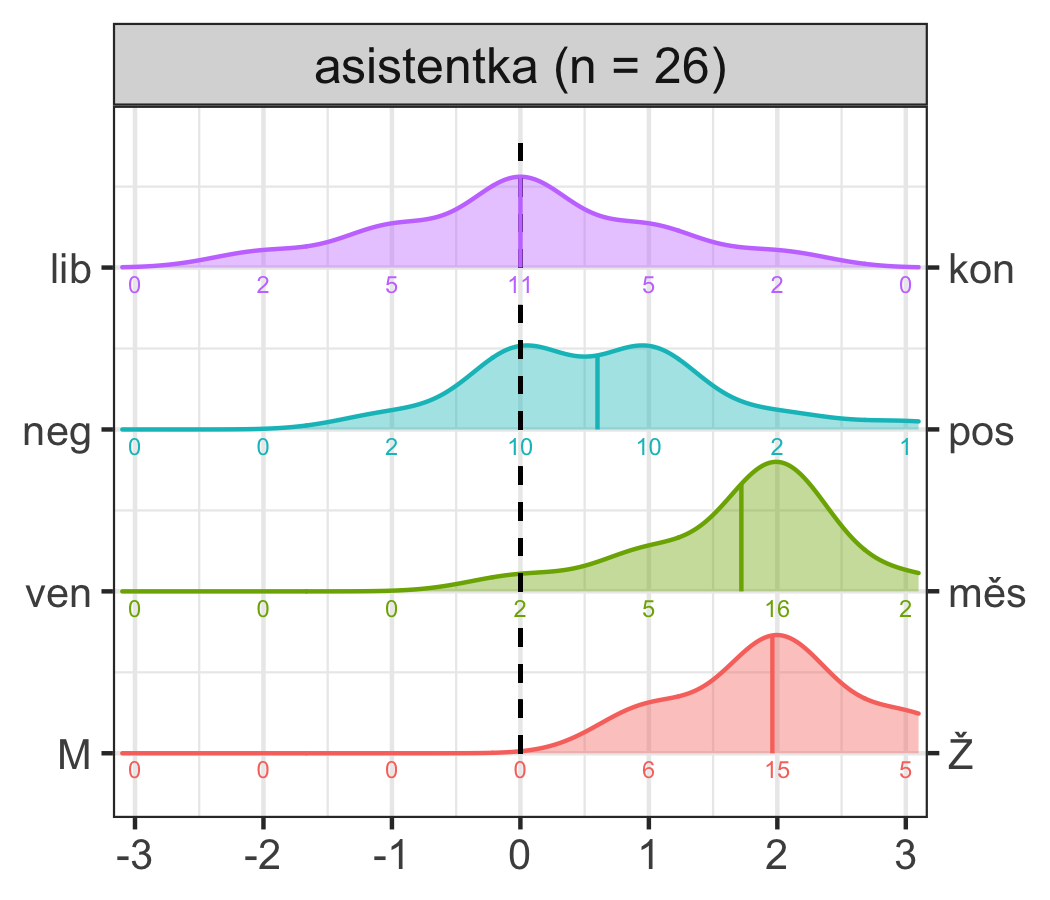 asistentka (n = 26)
lib kon
0 2 5 11 5 2 0
neg pos
0 0 2 10 10 2 1
ven měs
0 0 0 2 5 16 2
M Ž
0 0 0 0 6 15 5
-3 -2 -1 0 1 2 3